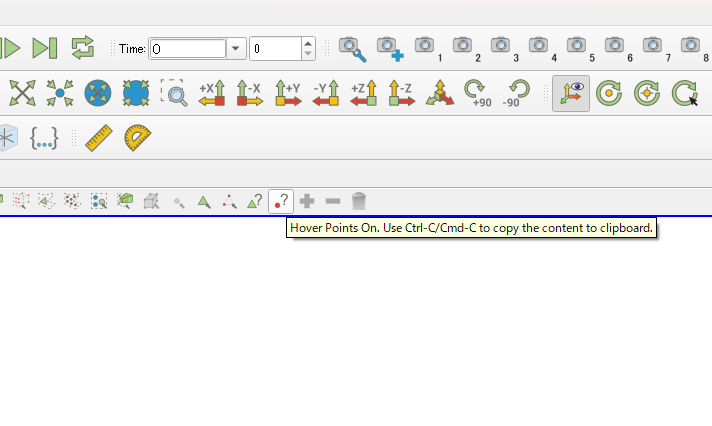 Time: 0 0
1 2 3 4 5 6 7 8
+X -X +Y -Y +Z -Z +90 -90
{...}
? ?
Hover Points On. Use Ctrl-C/Cmd-C to copy the content to clipboard.